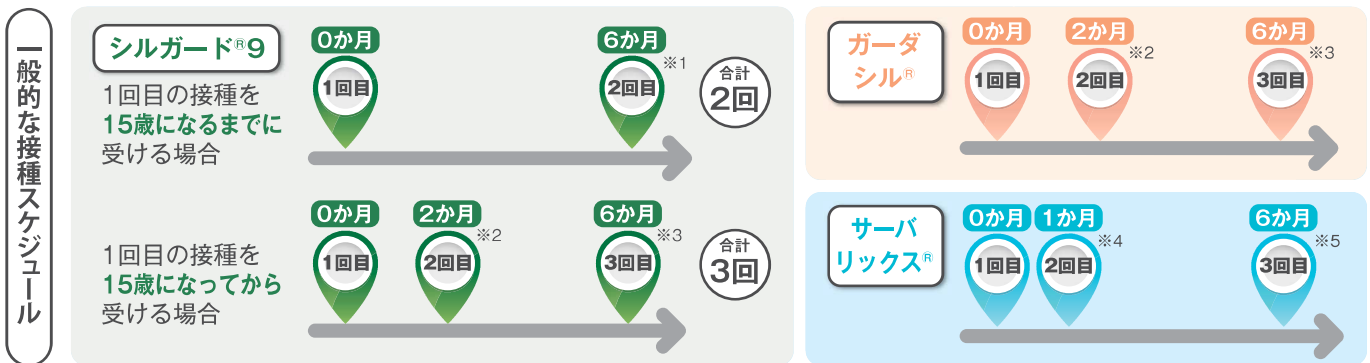 一般的な接種スケジュール
シルガード®9
1回目の接種を
15歳になるまでに
受ける場合
0か月
1回目
6か月
※1
2回目
合計
2回
1回目の接種を
15歳になってから
受ける場合
0か月
1回目
2か月
※2
2回目
6か月
※3
3回目
合計
3回
ガーダ
シル®
0か月
1回目
2か月
※2
2回目
6か月
※3
3回目
サーバ
リックス®
0か月
1回目
1か月
※4
2回目
6か月
※5
3回目